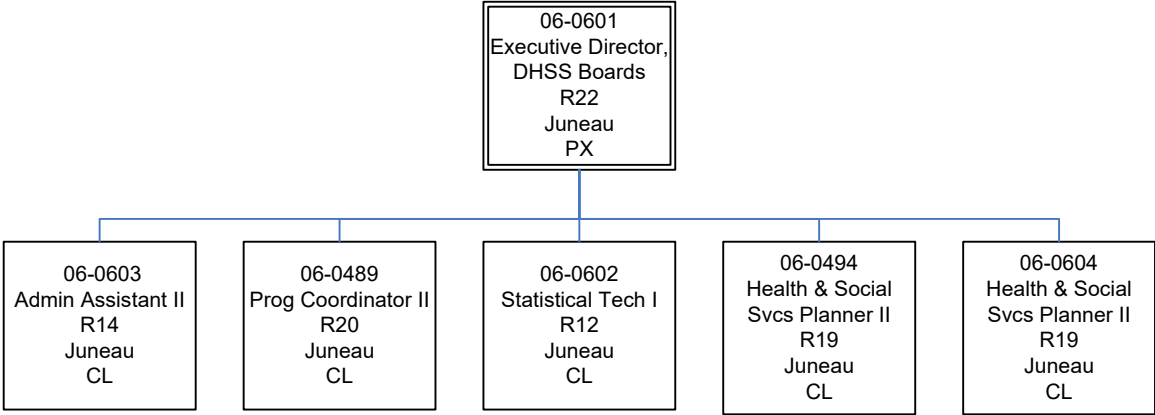 06-0601
Executive Director,
DHSS Boards
R22
Juneau
PX
06-0603
Admin Assistant II
R14
Juneau
CL
06-0489
Prog Coordinator II
R20
Juneau
CL
06-0602
Statistical Tech I
R12
Juneau
CL
06-0494
Health & Social
Svcs Planner II
R19
Juneau
CL
06-0604
Health & Social
Svcs Planner II
R19
Juneau
CL